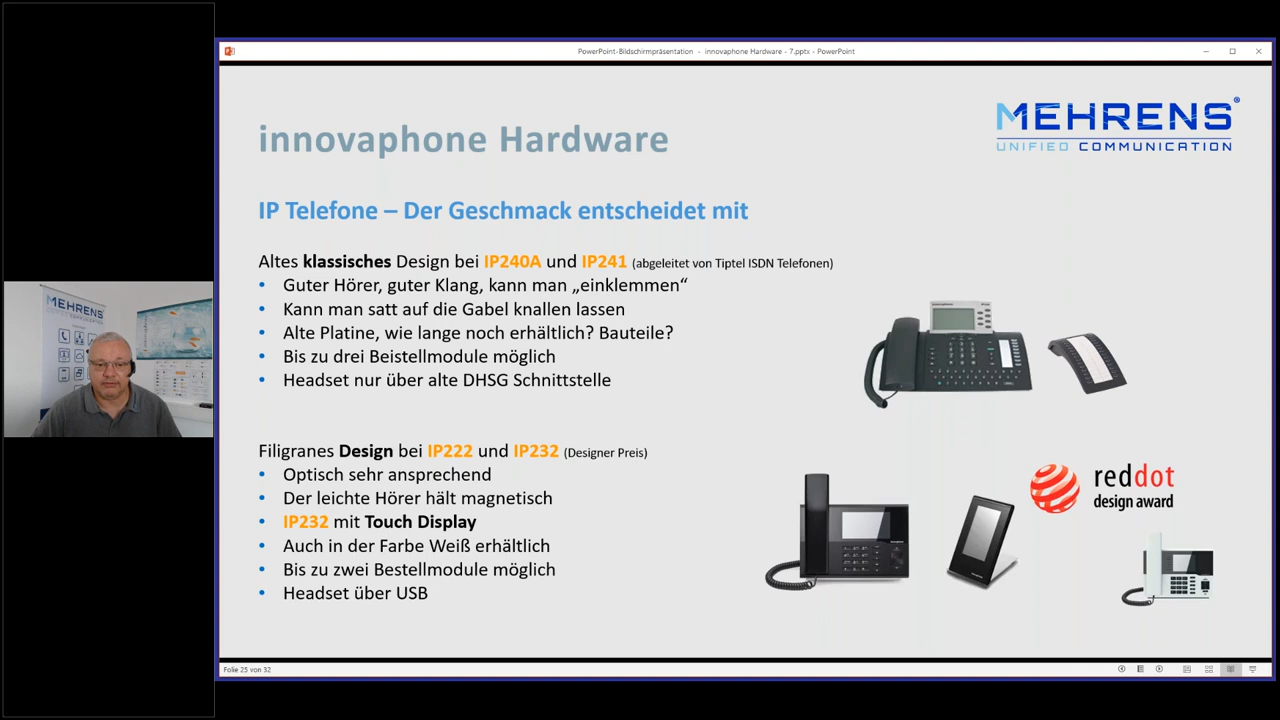 PowerPoint-Bildschirmpräsentation - innovaphone Hardware - 7.pptx - PowerPoint
innovaphone Hardware
MEHRENS®
UNIFIED COMMUNICATION
IP Telefone – Der Geschmack entscheidet mit
Altes klassisches Design bei IP240A und IP241 (abgeleitet von Tiptel ISDN Telefonen)
• Guter Hörer, guter Klang, kann man „einklemmen“
• Kann man satt auf die Gabel knallen lassen
• Alte Platine, wie lange noch erhältlich? Bauteile?
• Bis zu drei Beistellmodule möglich
• Headset nur über alte DHSG Schnittstelle
MEHRENS
Filigranes Design bei IP222 und IP232 (Designer Preis)
• Optisch sehr ansprechend
• Der leichte Hörer hält magnetisch
• IP232 mit Touch Display
• Auch in der Farbe Weiß erhältlich
• Bis zu zwei Bestellmodule möglich
• Headset über USB
reddot
design award
Folie 25 von 32